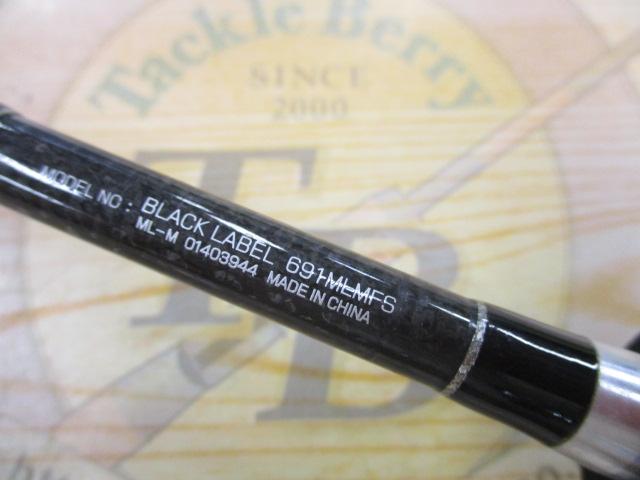 Tackle Berry
SINCE
2000
TB
MODEL NO : BLACK LABEL 691MLMFS
ML-M 01403944 MADE IN CHINA